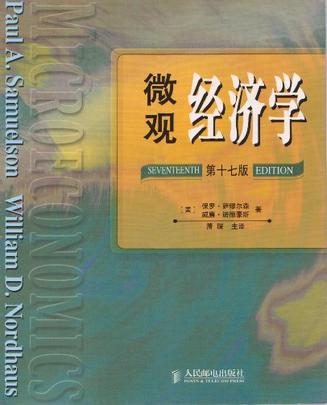 MICROECONOMICS
Paul A. Samuelson William D. Nordhaus
微观
经济学
SEVENTEENTH 第十七版 EDITION
[美] 保罗·萨缪尔森
威廉·诺德豪斯 著
萧琛 主译
人民邮电出版社
POSTS & TELECOM PRESS